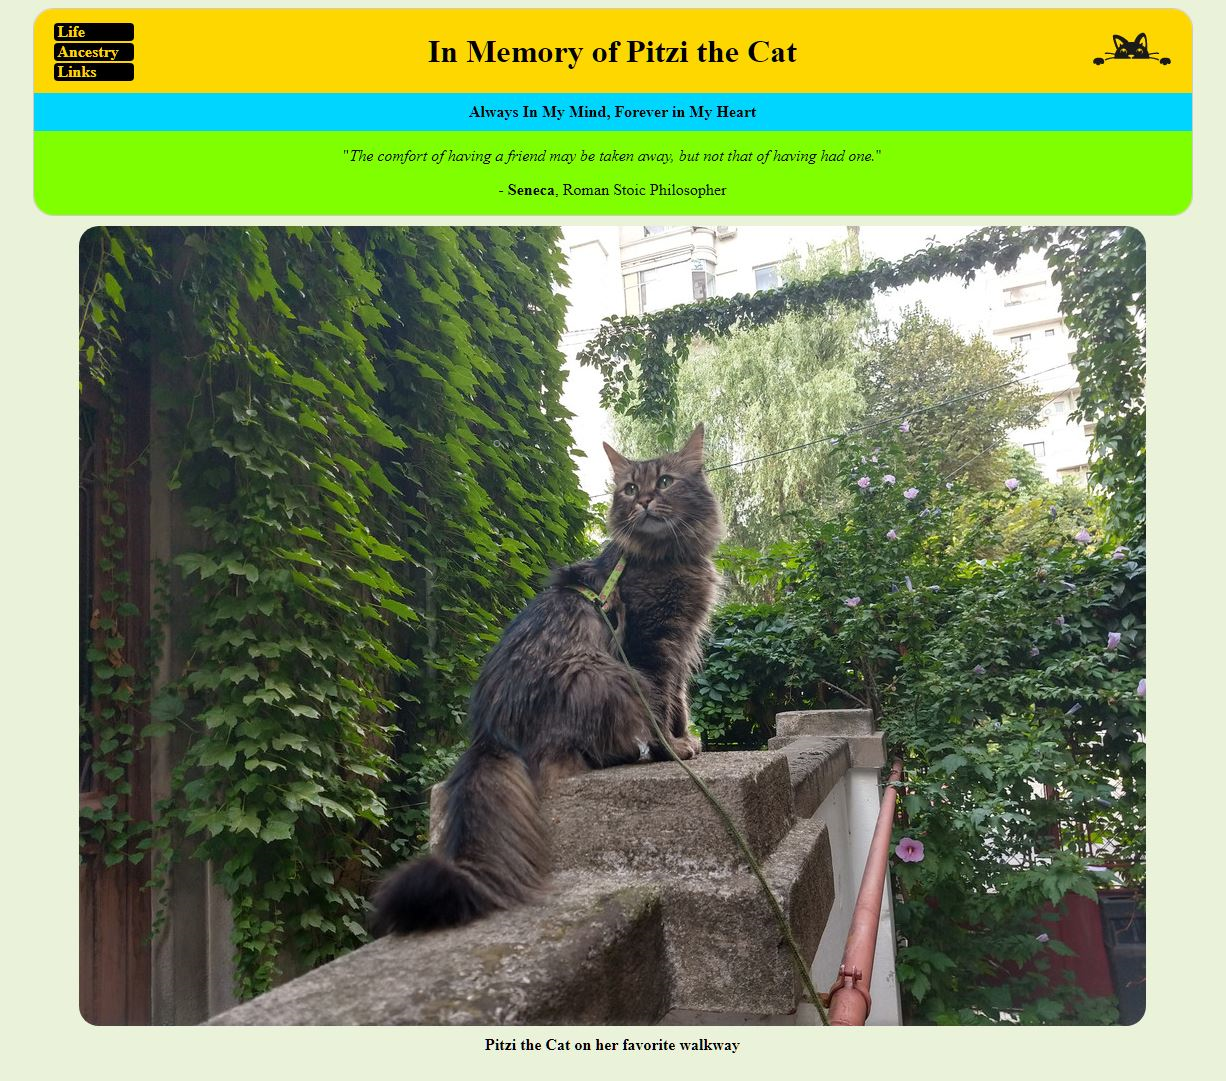 Life
Ancestry
Links
In Memory of Pitzi the Cat
Always In My Mind, Forever in My Heart
"The comfort of having a friend may be taken away, but not that of having had one."
- Seneca, Roman Stoic Philosopher
Pitzi the Cat on her favorite walkway